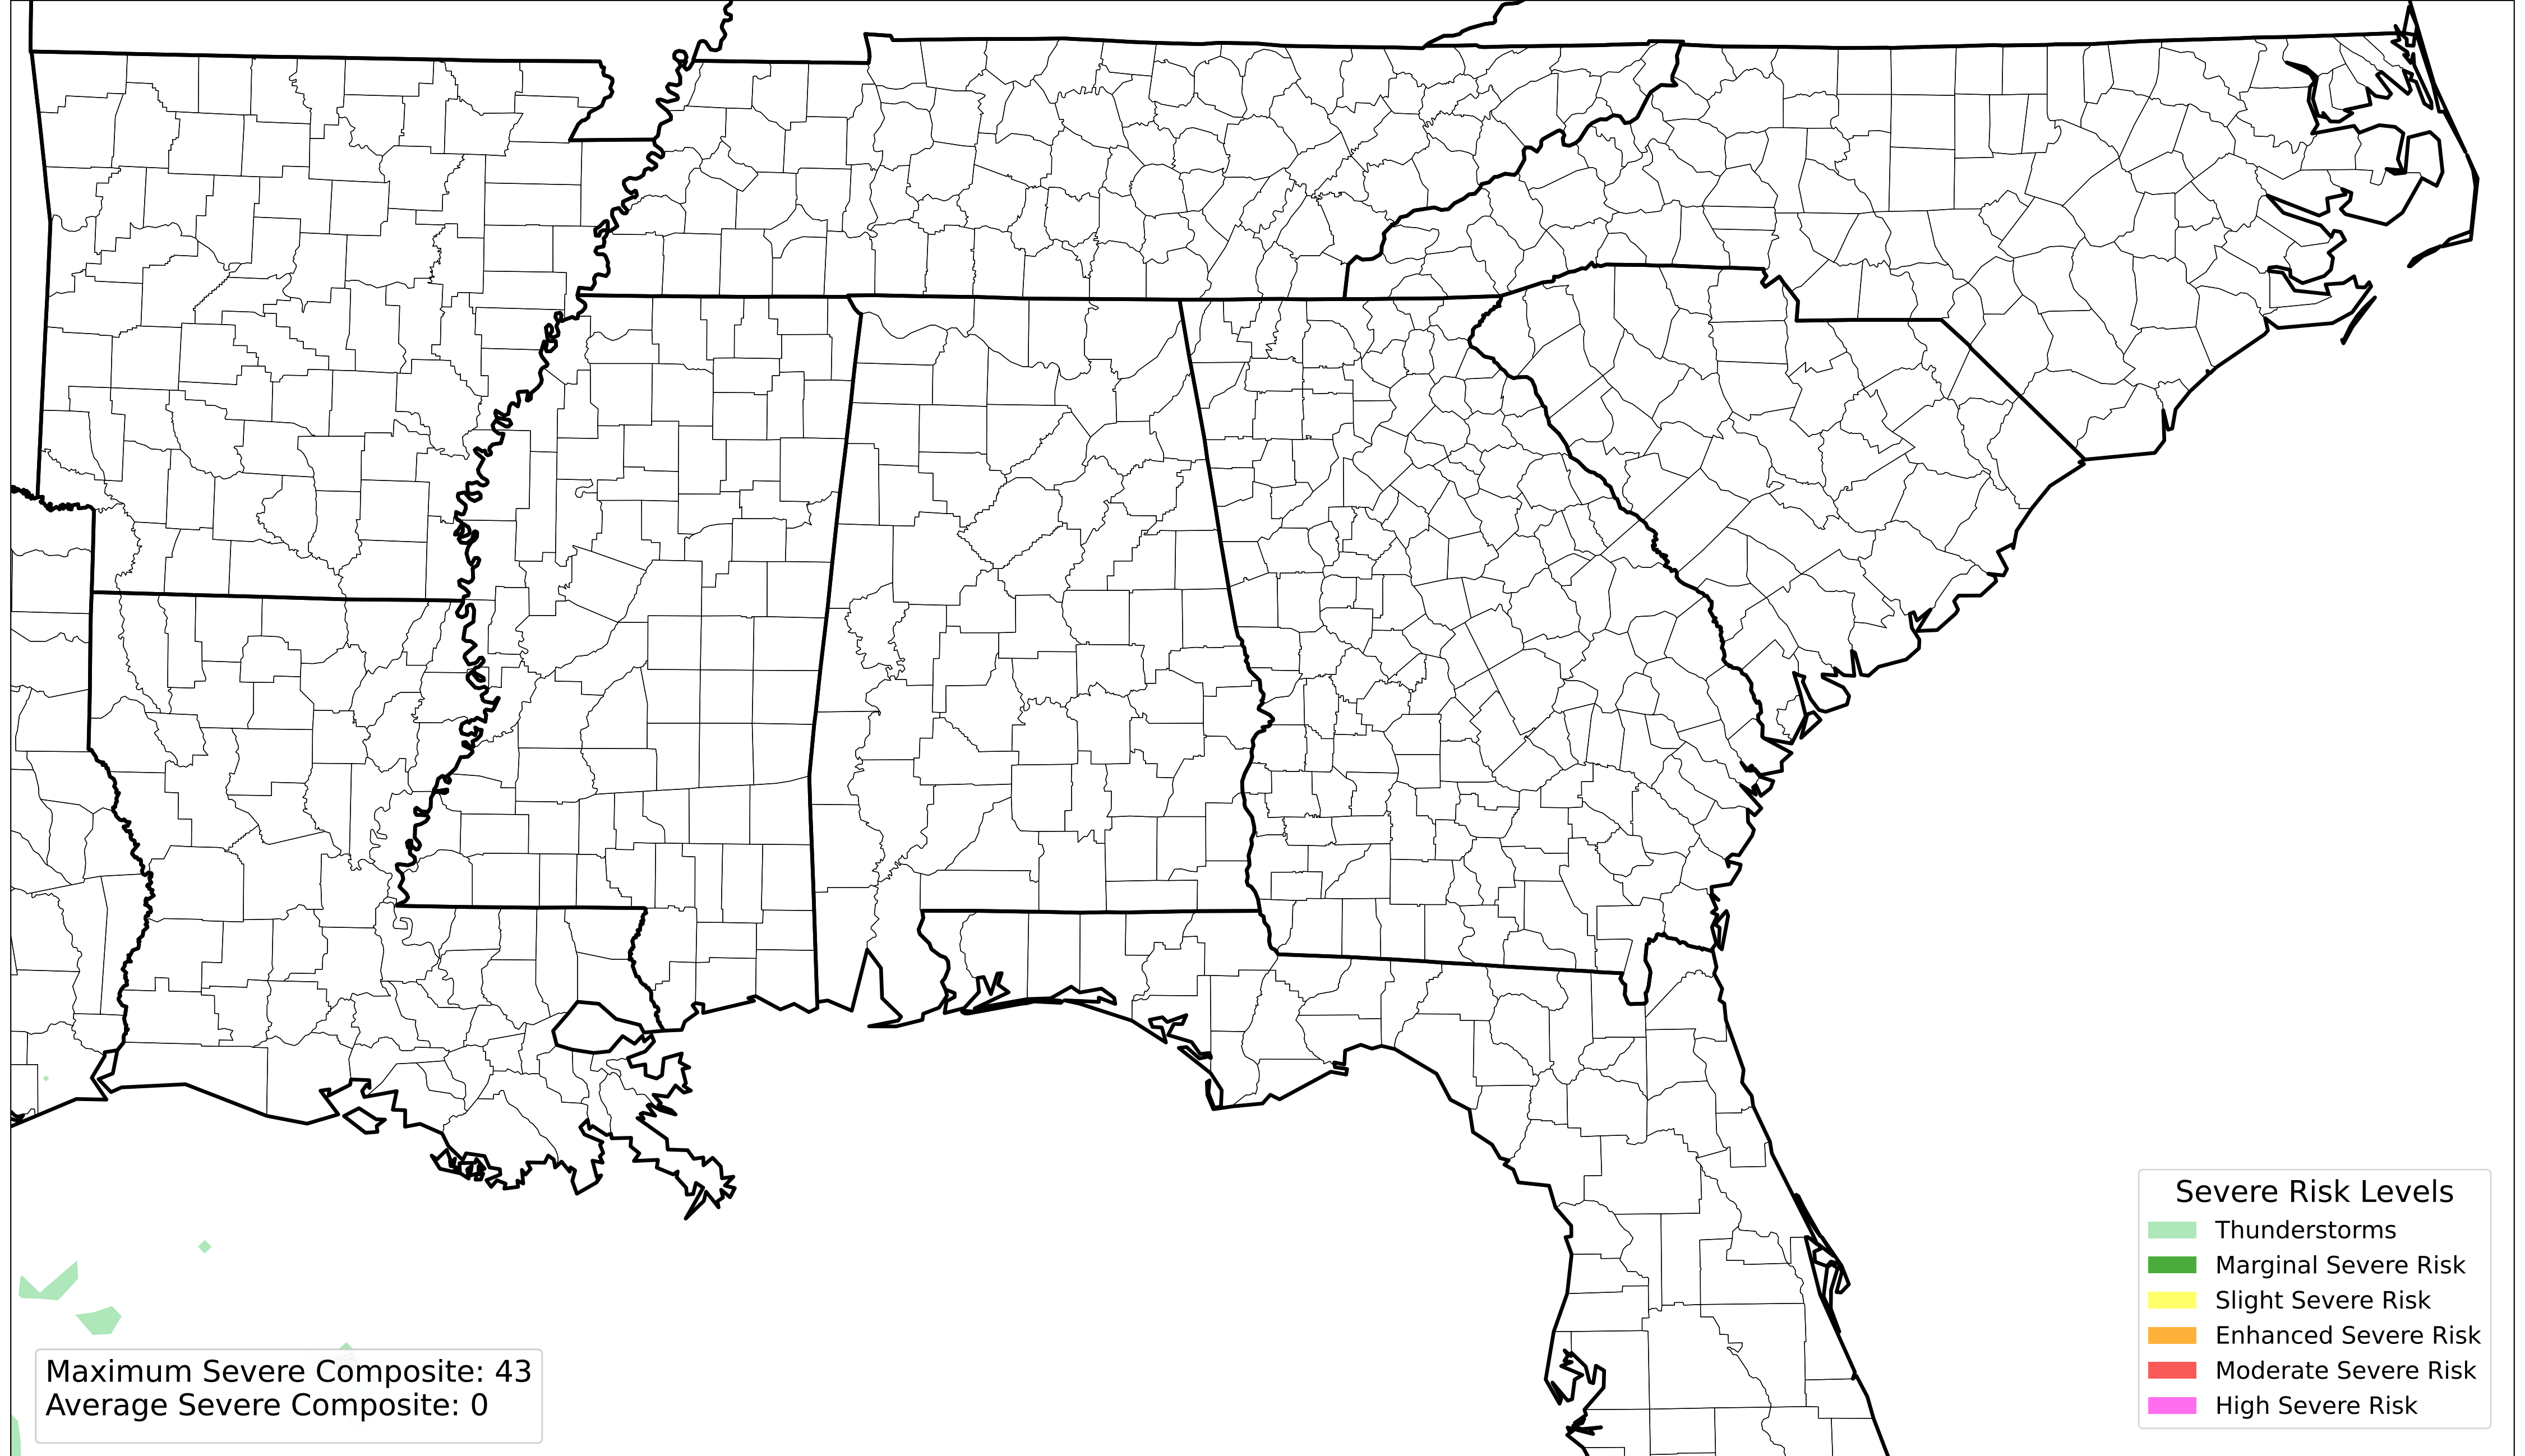 Maximum Severe Composite: 43
Average Severe Composite: 0
Severe Risk Levels
Thunderstorms
Marginal Severe Risk
Slight Severe Risk
Enhanced Severe Risk
Moderate Severe Risk
High Severe Risk